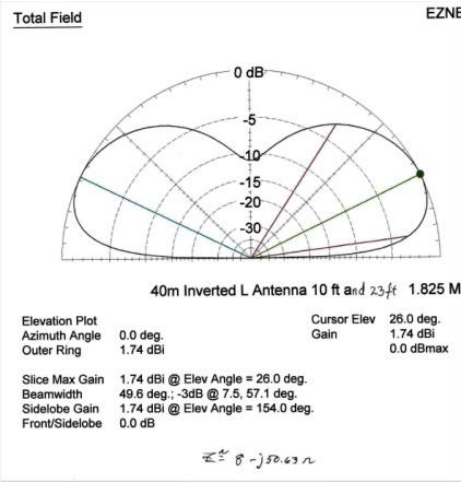 Total Field
EZNE
0 dB
-5
-10
-15
-20
-30
40m Inverted L Antenna 10 ft and 23ft 1.825 M
Elevation Plot
Azimuth Angle 0.0 deg.
Outer Ring 1.74 dBi
Cursor Elev 26.0 deg.
Gain 1.74 dBi
0.0 dBmax
Slice Max Gain 1.74 dBi @ Elev Angle = 26.0 deg.
Beamwidth 49.6 deg.; -3dB @ 7.5, 57.1 deg.
Sidelobe Gain 1.74 dBi @ Elev Angle = 154.0 deg.
Front/Sidelobe 0.0 dB
8 -j50.63 Ω